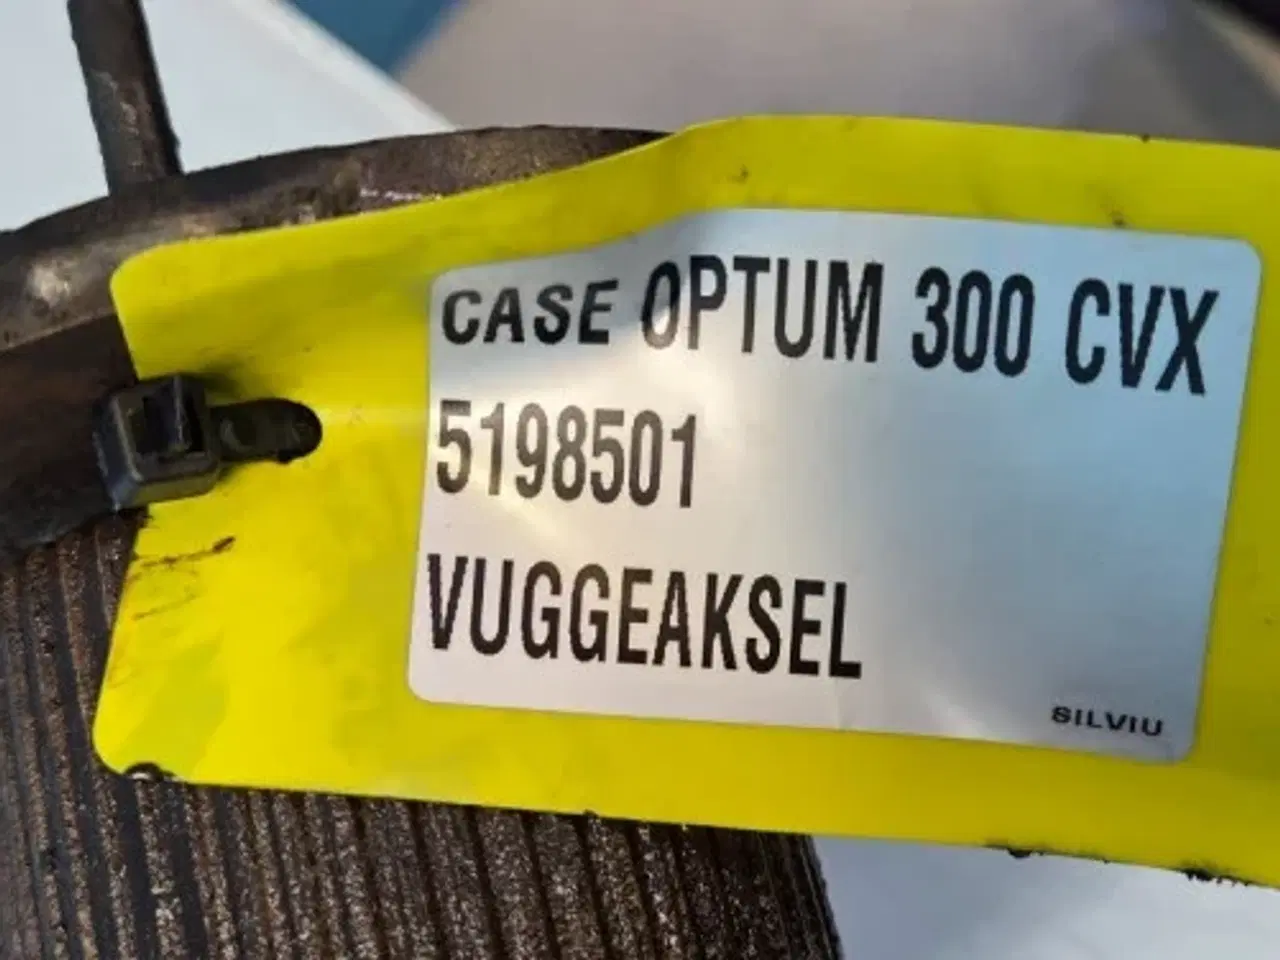 CASE OPTUM 300 CVX
5198501
VUGGEAKSEL
SILVIU